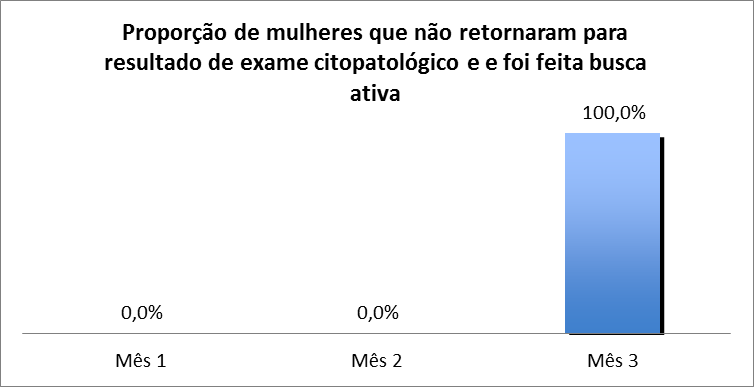 Proporção de mulheres que não retornaram para
resultado de exame citopatológico e e foi feita busca
ativa
100,0%
0,0%
0,0%
Mês 1
Mês 2
Mês 3